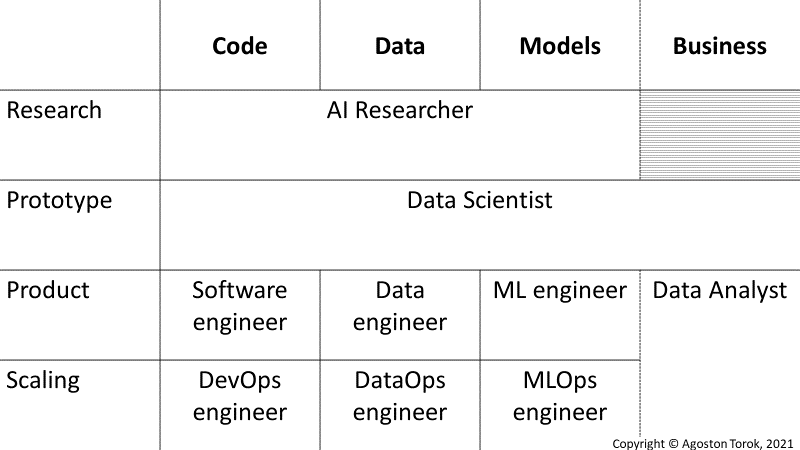 Code Data Models Business
Research AI Researcher
Prototype Data Scientist
Product Software engineer Data engineer ML engineer Data Analyst
Scaling DevOps engineer DataOps engineer MLOps engineer
Copyright © Agoston Torok, 2021